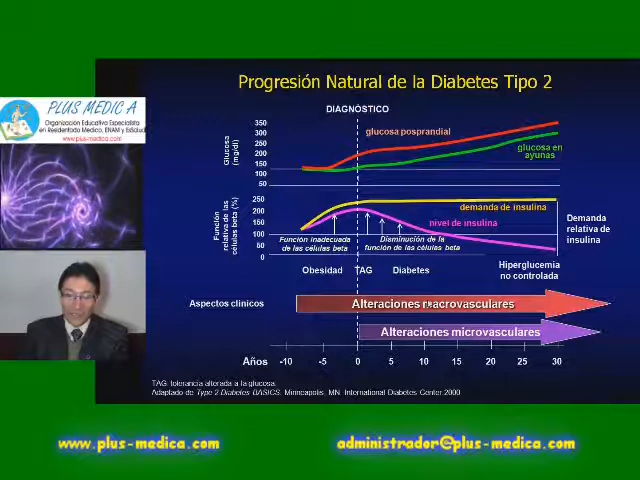 Progresión Natural de la Diabetes Tipo 2
PLUS MEDICA
Organización Educativa Especialista
en Residentado Medico, ENAM y EsSalud
www.plus-medica.com
DIAGNÓSTICO
Glucosa
(mg/dl)
350
300
250
200
150
100
50
glucosa posprandial
glucosa en
ayunas
Función
relativa de las
células beta (%)
250
200
150
100
50
0
demanda de insulina
nivel de insulina
Demanda
relativa de
insulina
Función inadecuada
de las células beta
Disminución de la
función de las células beta
Obesidad
TAG
Diabetes
Hiperglucemia
no controlada
Aspectos clínicos
Alteraciones macrovasculares
Alteraciones microvasculares
Años
-10
-5
0
5
10
15
20
25
30
TAG: tolerancia alterada a la glucosa.
Adaptado de Type 2 Diabetes BASICS. Minneapolis, MN: International Diabetes Center:2000
www.plus-medica.com
administrador@plus-medica.com